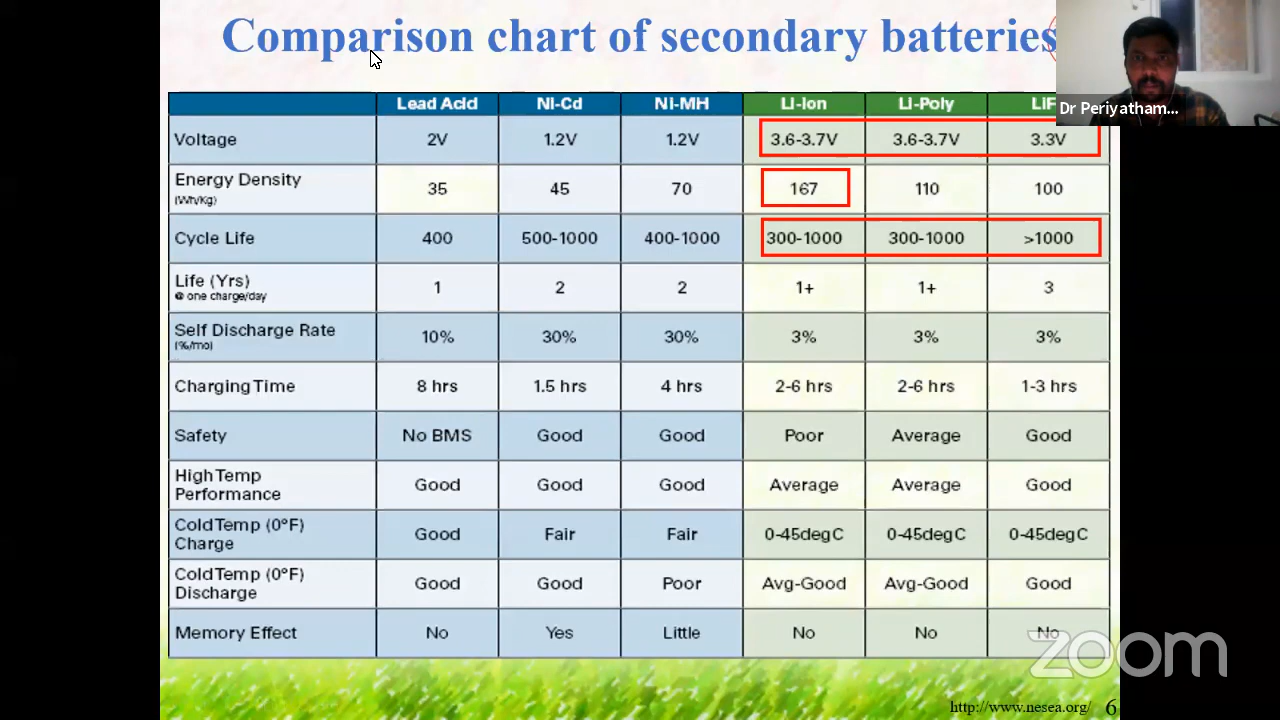 Comparison chart of secondary batteries
Dr Periyatham...
Lead Acid NI-Cd NI-MH LI-Ion LI-Poly LiF
Voltage 2V 1.2V 1.2V 3.6-3.7V 3.6-3.7V 3.3V
Energy Density (Wh/Kg) 35 45 70 167 110 100
Cycle Life 400 500-1000 400-1000 300-1000 300-1000 >1000
Life (Yrs) @ one charge/day 1 2 2 1+ 1+ 3
Self Discharge Rate (%/mo) 10% 30% 30% 3% 3% 3%
Charging Time 8 hrs 1.5 hrs 4 hrs 2-6 hrs 2-6 hrs 1-3 hrs
Safety No BMS Good Good Poor Average Good
High Temp Performance Good Good Good Average Average Good
Cold Temp (0°F) Charge Good Fair Fair 0-45degC 0-45degC 0-45degC
Cold Temp (0°F) Discharge Good Good Poor Avg-Good Avg-Good Good
Memory Effect No Yes Little No No No
zoom
http://www.nesea.org/ 6